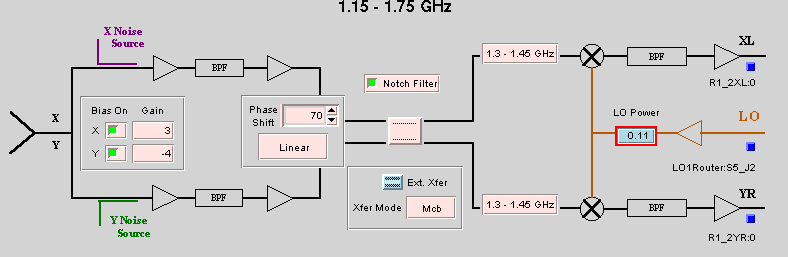 1.15 - 1.75 GHz
X Noise
Source
BPF
1.3 - 1.45 GHz
BPF
XL
R1_2XL:0
Notch Filter
Bias On Gain
X 3
Y -4
X
Y
Phase
Shift
70
Linear
LO Power
0.11
LO
LO1Router:S5_J2
Ext. Xfer
Xfer Mode Mcb
BPF
Y Noise
Source
1.3 - 1.45 GHz
BPF
YR
R1_2YR:0